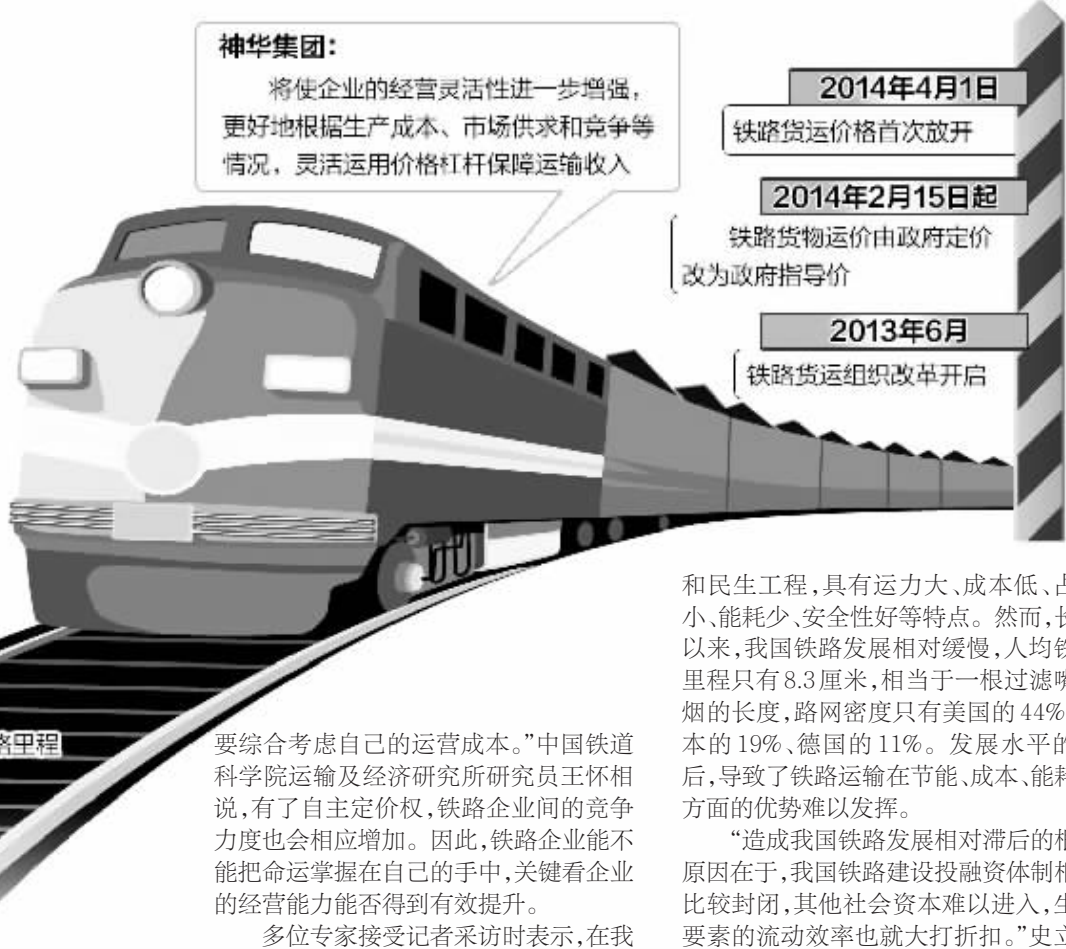 神华集团：
将使企业的经营灵活性进一步增强，
更好地根据生产成本、市场供求和竞争等
情况，灵活运用价格杠杆保障运输收入
2014年4月1日
铁路货运价格首次放开
2014年2月15日起
铁路货物运价由政府定价
改为政府指导价
2013年6月
铁路货运组织改革开启
路里程
要综合考虑自己的运营成本。”中国铁道
科学院运输及经济研究所研究员王怀相
说,有了自主定价权,铁路企业间的竞争
力度也会相应增加。因此,铁路企业能不
能把命运掌握在自己的手中,关键看企业
的经营能力能否得到有效提升。
多位专家接受记者采访时表示,在我
和民生工程,具有运力大、成本低、占
小、能耗少、安全性好等特点。然而,长
以来,我国铁路发展相对缓慢,人均铁
里程只有8.3厘米,相当于一根过滤嘴
烟的长度,路网密度只有美国的44%
本的19%、德国的11%。发展水平的
后,导致了铁路运输在节能、成本、能耗
方面的优势难以发挥。
“造成我国铁路发展相对滞后的根
原因在于,我国铁路建设投融资体制相
比较封闭,其他社会资本难以进入,生
要素的流动效率也就大打折扣。”史立